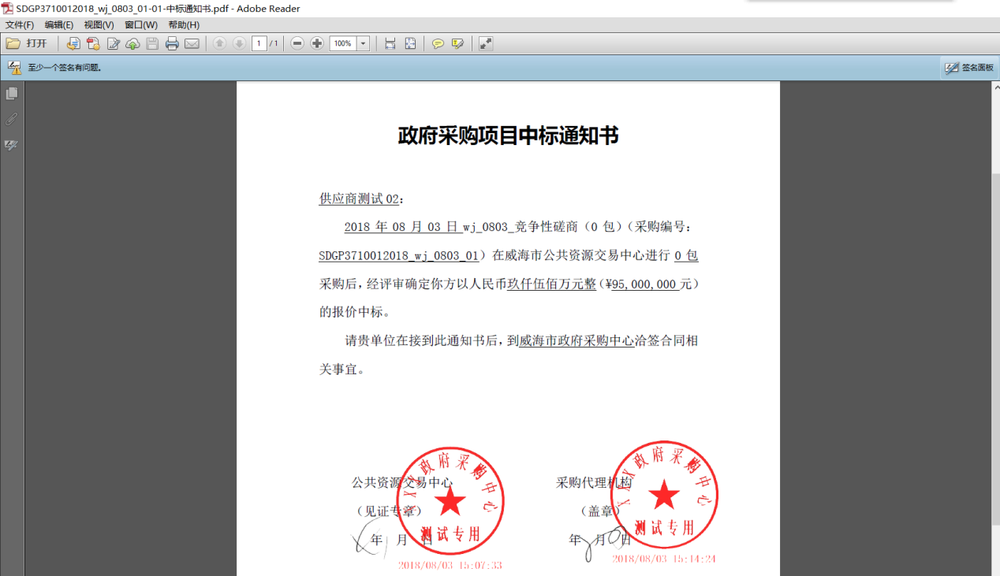 SDGP3710012018_wj_0803_01-01-中标通知书.pdf - Adobe Reader
文件(F) 编辑(E) 视图(V) 窗口(W) 帮助(H)
打开 1 / 1 100%
至少一个签名有问题。 签名面板
政府采购项目中标通知书
供应商测试 02：
2018 年 08 月 03 日 wj_0803_竞争性磋商（0 包）（采购编号：
SDGP3710012018_wj_0803_01）在威海市公共资源交易中心进行 0 包
采购后，经评审确定你方以人民币玖仟伍佰万元整（¥95,000,000 元）
的报价中标。
请贵单位在接到此通知书后，到威海市政府采购中心洽签合同相
关事宜。
公共资源交易中心 采购代理机构
（见证专章） （盖章）
年 月 日 年 月 日
XXX政府采购中心
测试专用
2018/08/03 15:07:33
XXX政府采购中心
测试专用
2018/08/03 15:14:24